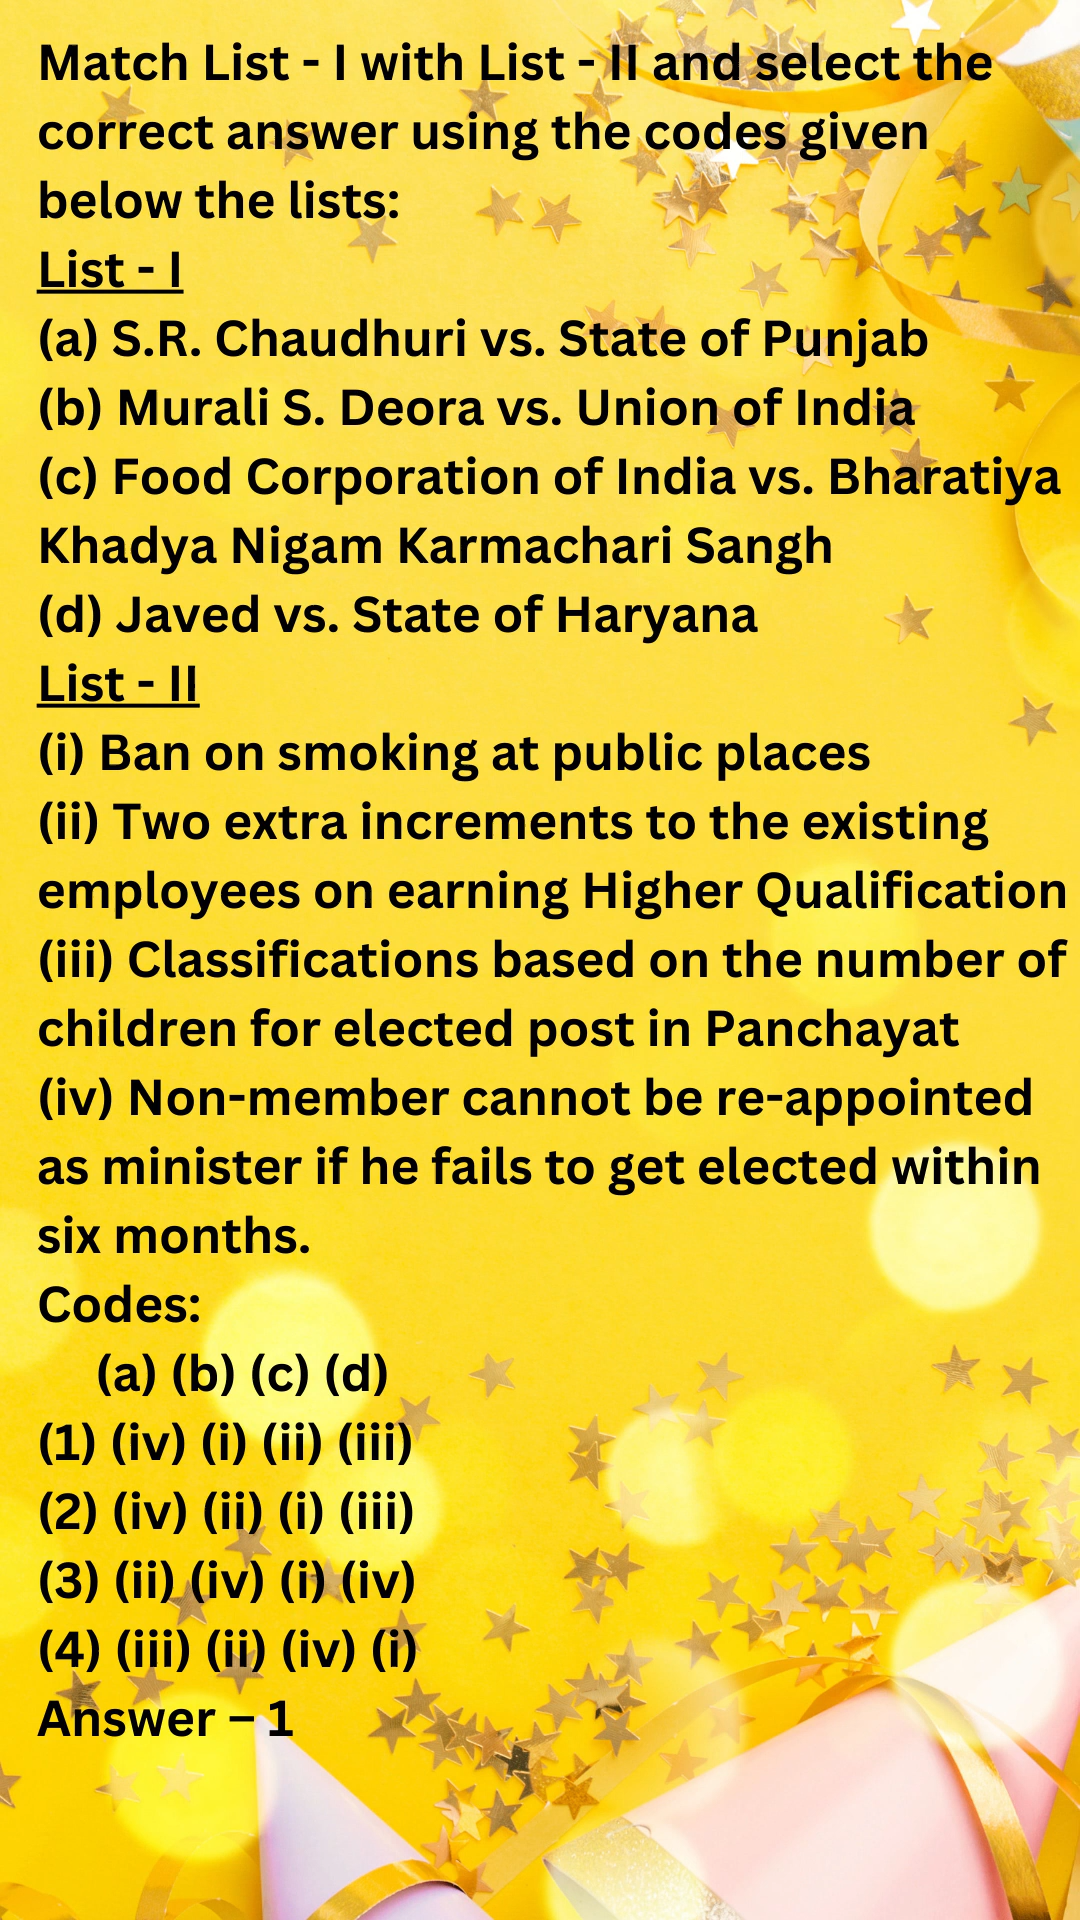 Match List - I with List - II and select the
correct answer using the codes given
below the lists:
List - I
(a) S.R. Chaudhuri vs. State of Punjab
(b) Murali S. Deora vs. Union of India
(c) Food Corporation of India vs. Bharatiya
Khadya Nigam Karmachari Sangh
(d) Javed vs. State of Haryana
List - II
(i) Ban on smoking at public places
(ii) Two extra increments to the existing
employees on earning Higher Qualification
(iii) Classifications based on the number of
children for elected post in Panchayat
(iv) Non-member cannot be re-appointed
as minister if he fails to get elected within
six months.
Codes:
(a) (b) (c) (d)
(1) (iv) (i) (ii) (iii)
(2) (iv) (ii) (i) (iii)
(3) (ii) (iv) (i) (iv)
(4) (iii) (ii) (iv) (i)
Answer – 1